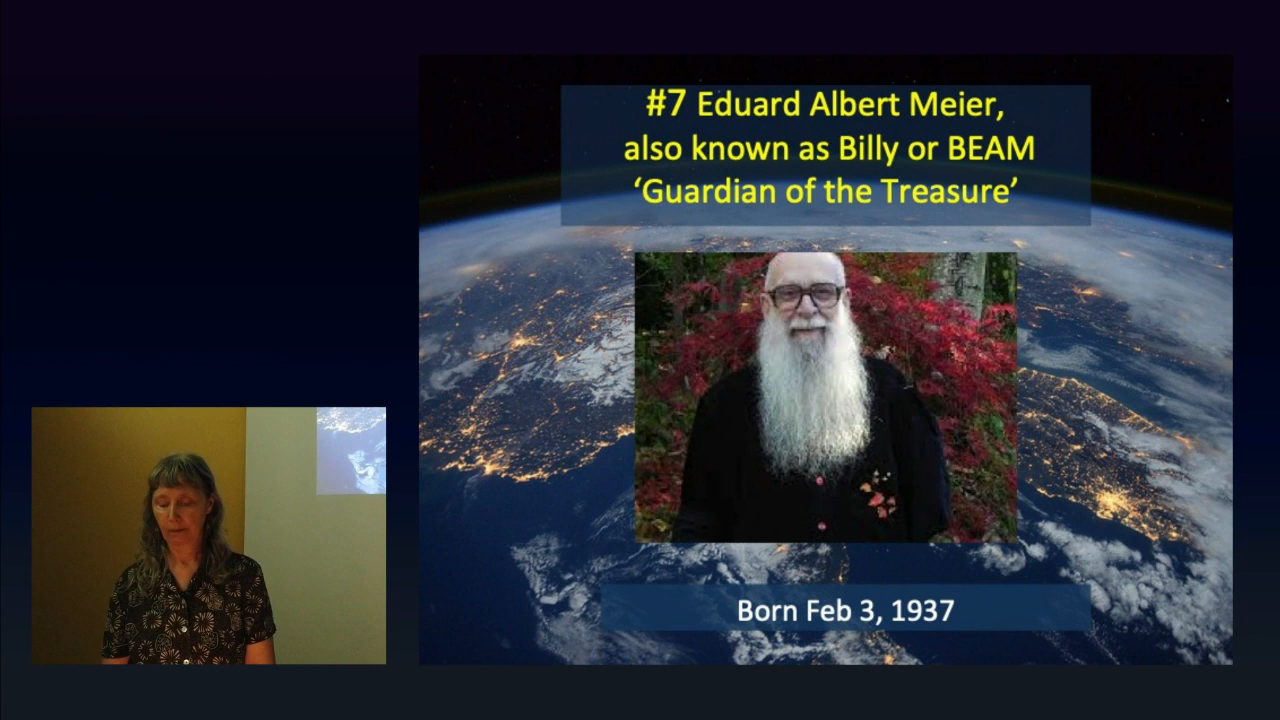 #7 Eduard Albert Meier,
also known as Billy or BEAM
‘Guardian of the Treasure’
Born Feb 3, 1937